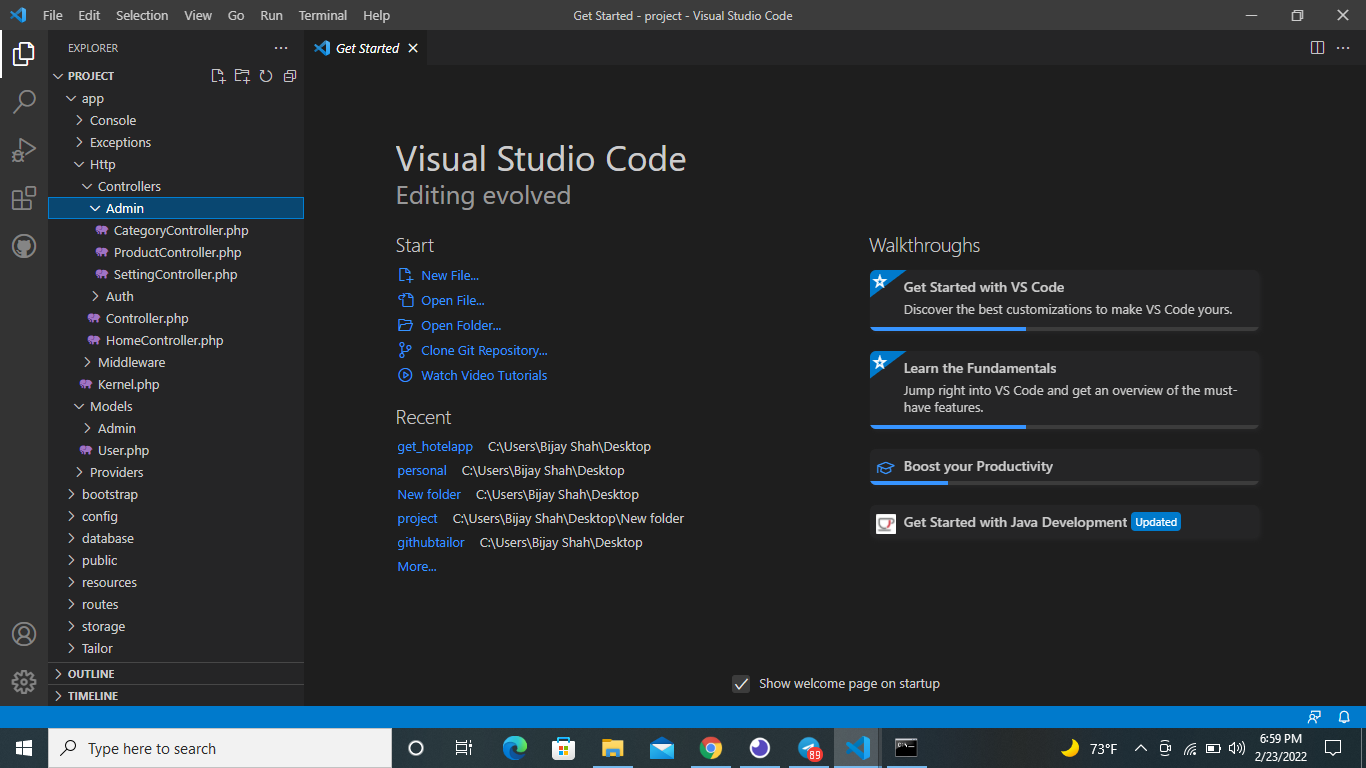 File Edit Selection View Go Run Terminal Help
Get Started - project - Visual Studio Code
EXPLORER
PROJECT
app
Console
Exceptions
Http
Controllers
Admin
CategoryController.php
ProductController.php
SettingController.php
Auth
Controller.php
HomeController.php
Middleware
Kernel.php
Models
Admin
User.php
Providers
bootstrap
config
database
public
resources
routes
storage
Tailor
OUTLINE
TIMELINE
Get Started
Visual Studio Code
Editing evolved
Start
New File...
Open File...
Open Folder...
Clone Git Repository...
Watch Video Tutorials
Recent
get_hotelapp C:\Users\Bijay Shah\Desktop
personal C:\Users\Bijay Shah\Desktop
New folder C:\Users\Bijay Shah\Desktop
project C:\Users\Bijay Shah\Desktop\New folder
githubtailor C:\Users\Bijay Shah\Desktop
More...
Walkthroughs
Get Started with VS Code
Discover the best customizations to make VS Code yours.
Learn the Fundamentals
Jump right into VS Code and get an overview of the must-
have features.
Boost your Productivity
Get Started with Java Development Updated
Show welcome page on startup
Type here to search
89
73°F
6:59 PM
2/23/2022